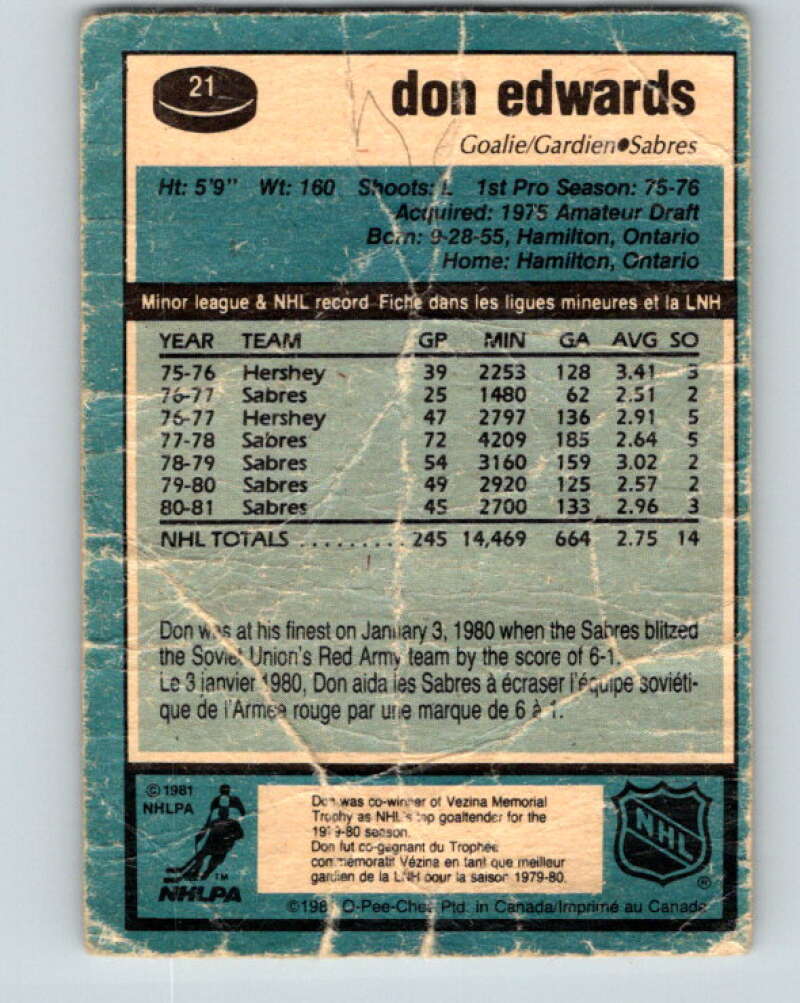 21
don edwards
Goalie/Gardien●Sabres
Ht: 5'9" Wt: 160 Shoots: L 1st Pro Season: 75-76
Acquired: 1975 Amateur Draft
Born: 9-28-55, Hamilton, Ontario
Home: Hamilton, Ontario
Minor league & NHL record Fiche dans les ligues mineures et la LNH
YEAR TEAM GP MIN GA AVG SO
75-76 Hershey 39 2253 128 3.41 3
76-77 Sabres 25 1480 62 2.51 2
76-77 Hershey 47 2797 136 2.91 5
77-78 Sabres 72 4209 185 2.64 5
78-79 Sabres 54 3160 159 3.02 2
79-80 Sabres 49 2920 125 2.57 2
80-81 Sabres 45 2700 133 2.96 3
NHL TOTALS .......... 245 14,469 664 2.75 14
Don was at his finest on January 3, 1980 when the Sabres blitzed
the Soviet Union's Red Army team by the score of 6-1.
Le 3 janvier 1980, Don aida les Sabres à écraser l'équipe soviéti-
que de l'Armée rouge par une marque de 6 à 1.
©1981
NHLPA
TM
NHLPA
Don was co-winner of Vezina Memorial
Trophy as NHL's top goaltender for the
1979-80 season.
Don fut co-gagnant du Trophée
commémoratif Vézina en tant que meilleur
gardien de la LNH pour la saison 1979-80.
NHL
®
©1981 O-Pee-Chee Ptd. in Canada/Imprimé au Canada